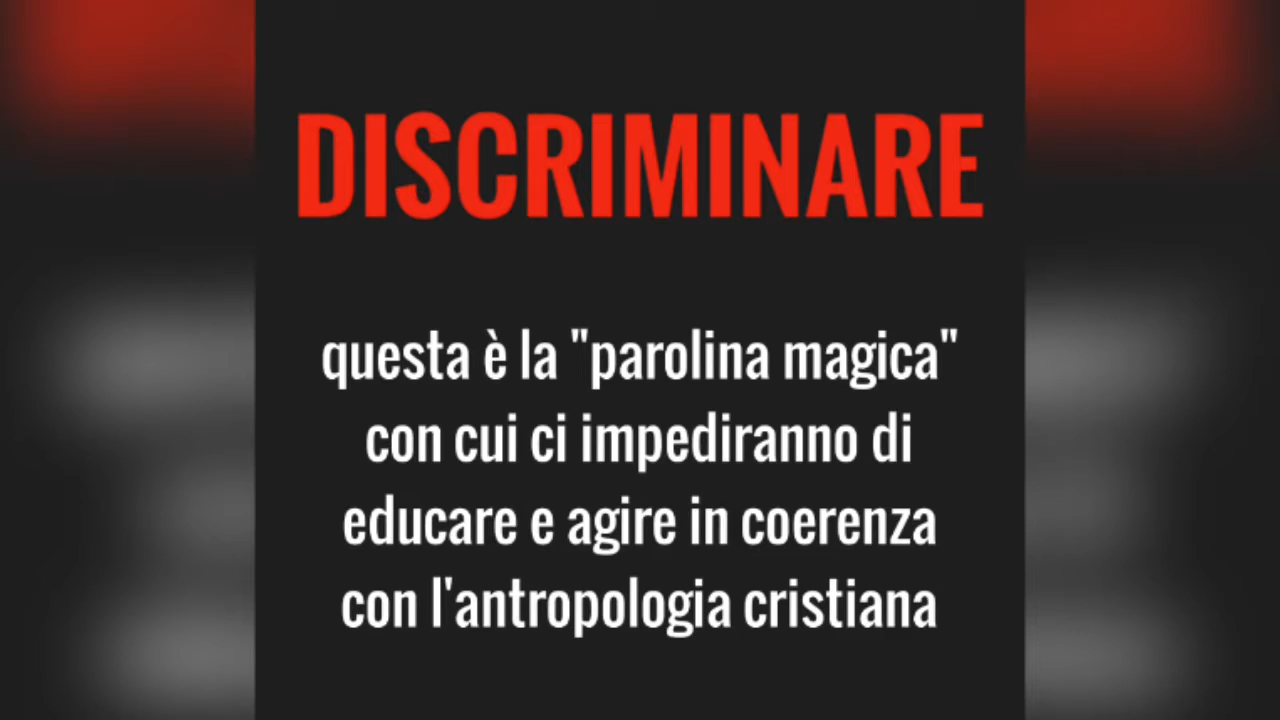 DISCRIMINARE
questa è la "parolina magica"
con cui ci impediranno di
educare e agire in coerenza
con l'antropologia cristiana